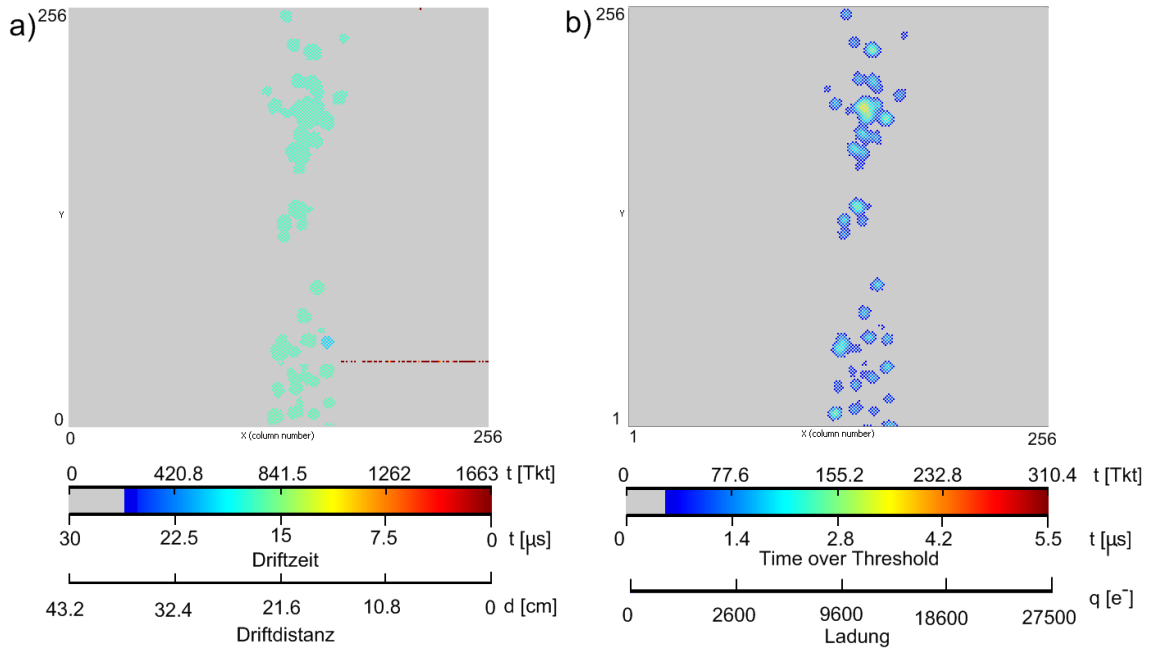 a)
256
Y
0
0
X (column number)
256
0 420.8 841.5 1262 1663 t [Tkt]
30 22.5 15 7.5 0 t [μs]
Driftzeit
43.2 32.4 21.6 10.8 0 d [cm]
Driftdistanz
b)
256
Y
1
1
X (column number)
256
0 77.6 155.2 232.8 310.4 t [Tkt]
0 1.4 2.8 4.2 5.5 t [μs]
Time over Threshold
q [e⁻]
0 2600 9600 18600 27500
Ladung